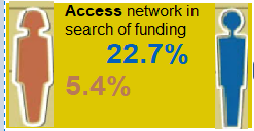 Access network in
search of funding
22.7%
5.4%